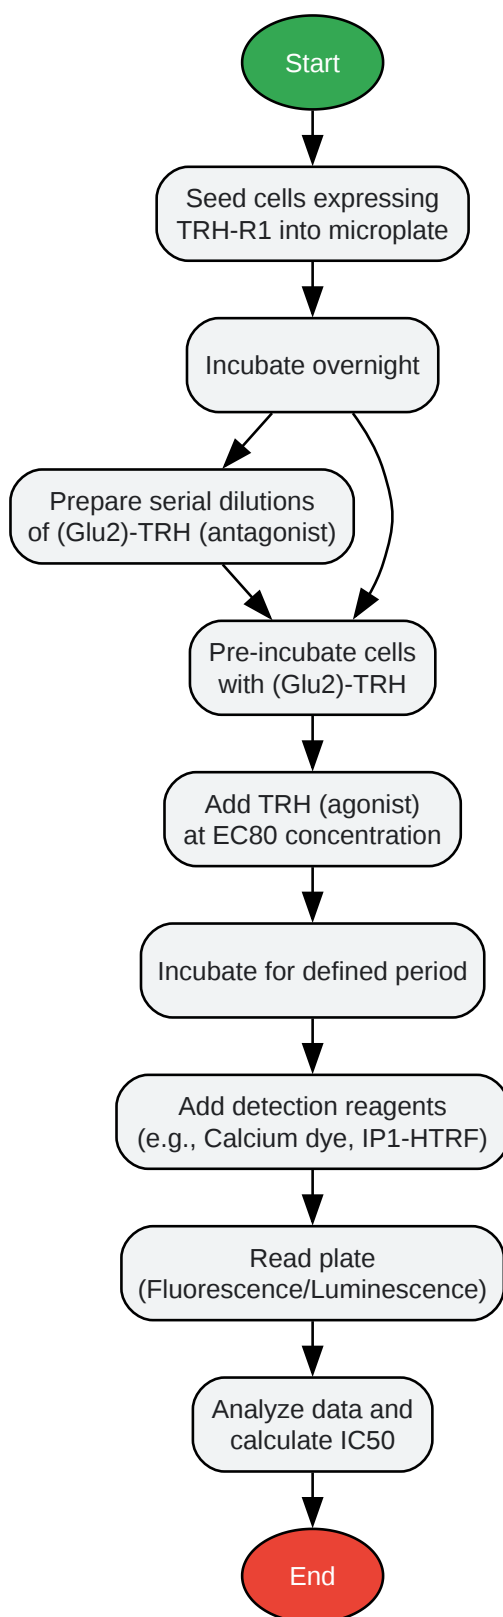 Start
Seed cells expressing
TRH-R1 into microplate
Incubate overnight
Prepare serial dilutions
of (Glu2)-TRH (antagonist)
Pre-incubate cells
with (Glu2)-TRH
Add TRH (agonist)
at EC80 concentration
Incubate for defined period
Add detection reagents
(e.g., Calcium dye, IP1-HTRF)
Read plate
(Fluorescence/Luminescence)
Analyze data and
calculate IC50
End